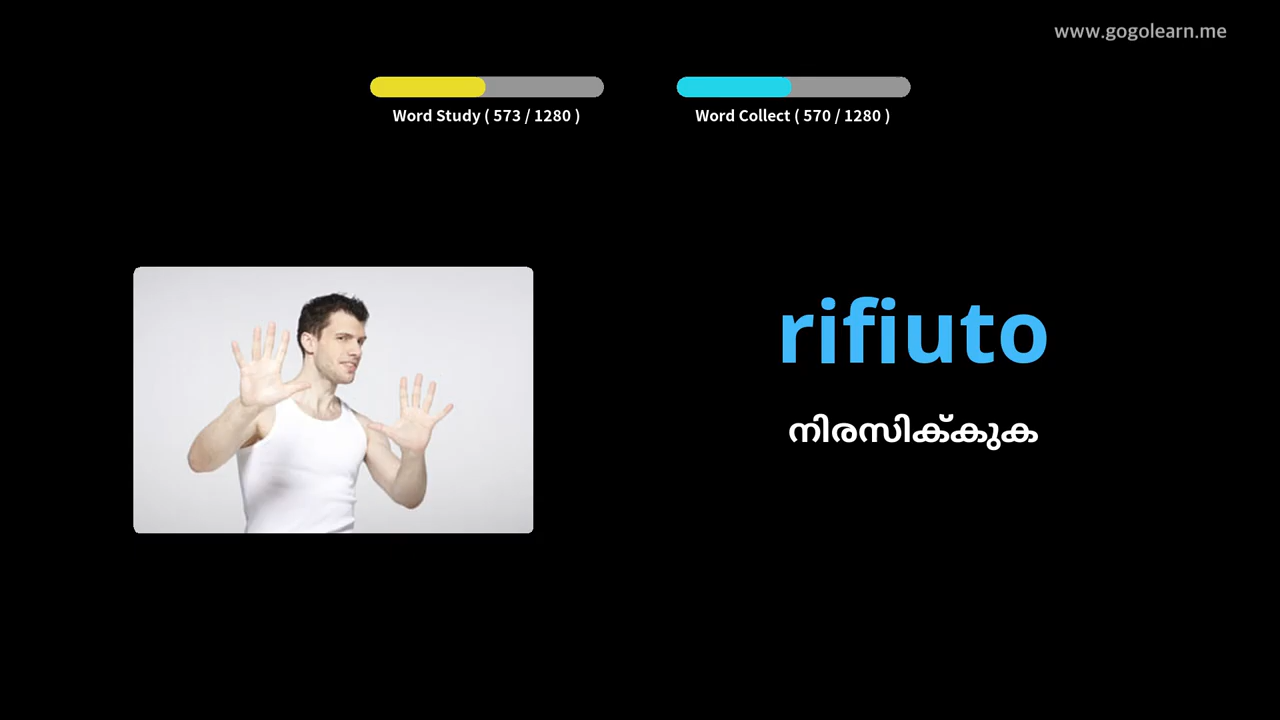 www.gogolearn.me
Word Study ( 573 / 1280 )
Word Collect ( 570 / 1280 )
rifiuto
നിരസിക്കുക